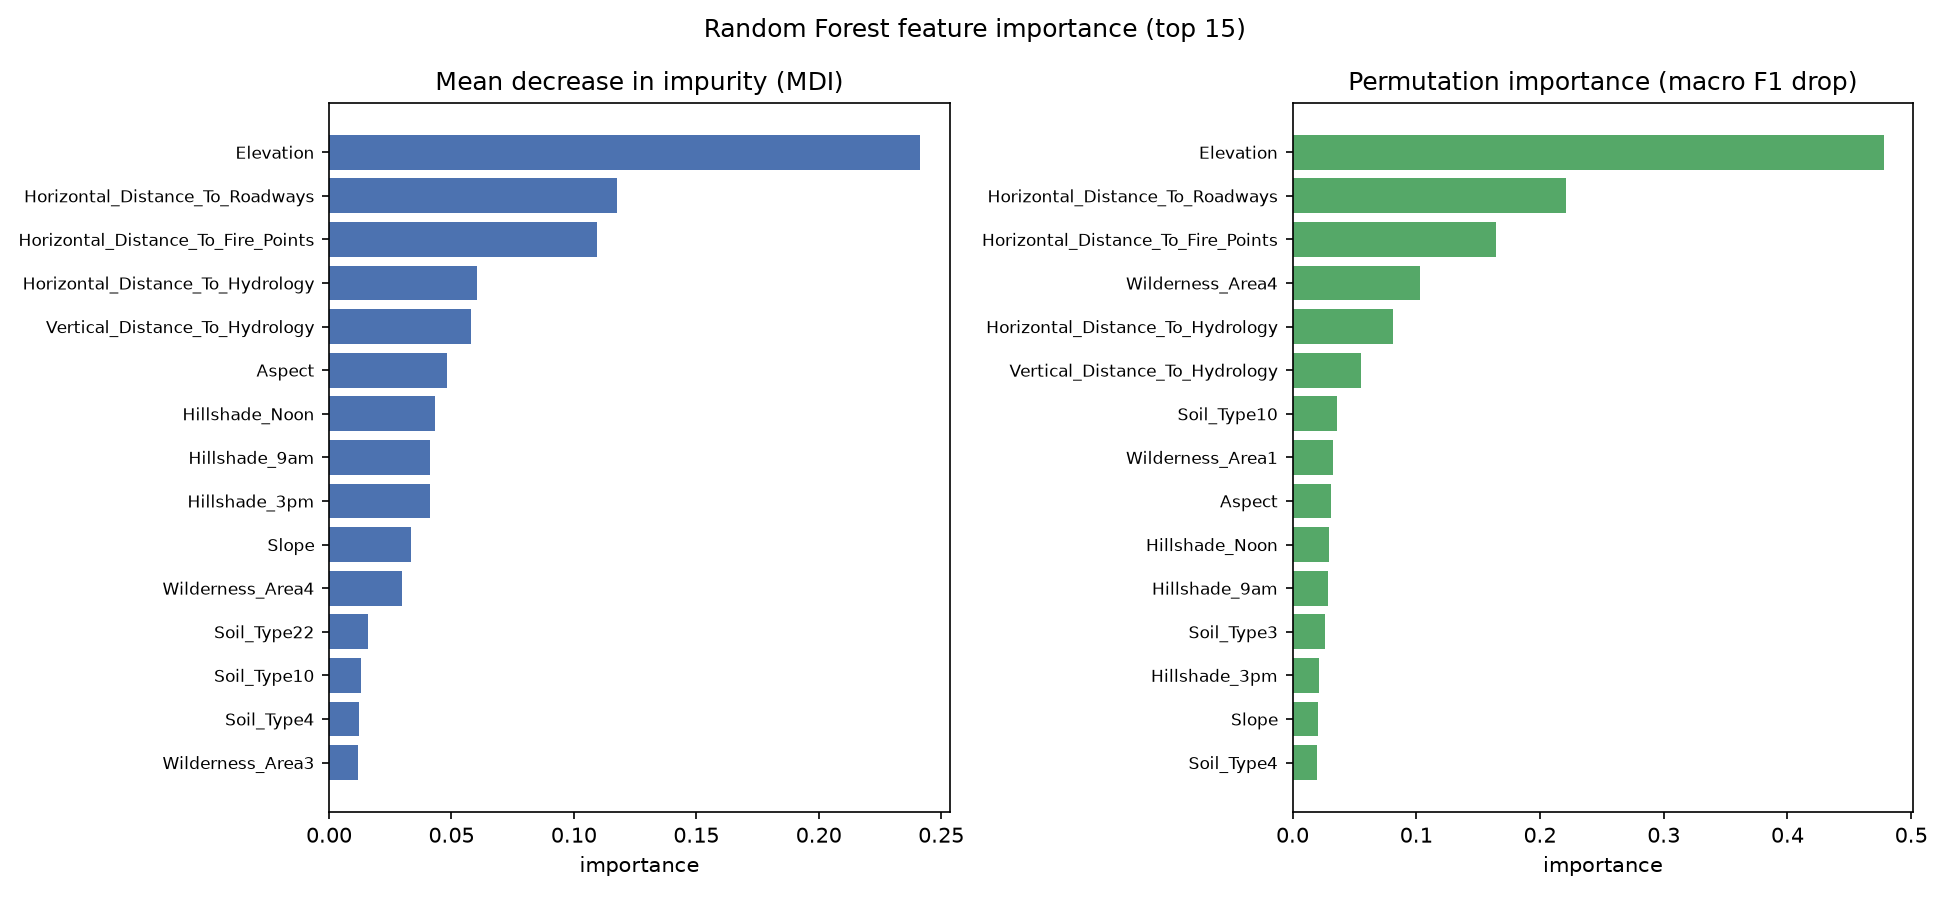 Random Forest feature importance (top 15)
Mean decrease in impurity (MDI)
Elevation
Horizontal_Distance_To_Roadways
Horizontal_Distance_To_Fire_Points
Horizontal_Distance_To_Hydrology
Vertical_Distance_To_Hydrology
Aspect
Hillshade_Noon
Hillshade_9am
Hillshade_3pm
Slope
Wilderness_Area4
Soil_Type22
Soil_Type10
Soil_Type4
Wilderness_Area3
0.00 0.05 0.10 0.15 0.20 0.25
importance
Permutation importance (macro F1 drop)
Elevation
Horizontal_Distance_To_Roadways
Horizontal_Distance_To_Fire_Points
Wilderness_Area4
Horizontal_Distance_To_Hydrology
Vertical_Distance_To_Hydrology
Soil_Type10
Wilderness_Area1
Aspect
Hillshade_Noon
Hillshade_9am
Soil_Type3
Hillshade_3pm
Slope
Soil_Type4
0.0 0.1 0.2 0.3 0.4 0.5
importance